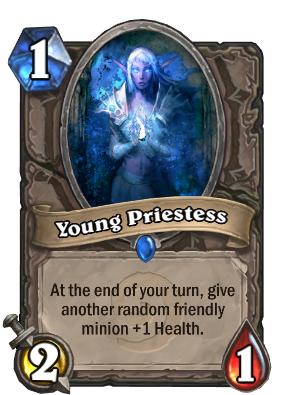 1
Young Priestess
At the end of your turn, give
another random friendly
minion +1 Health.
2
1